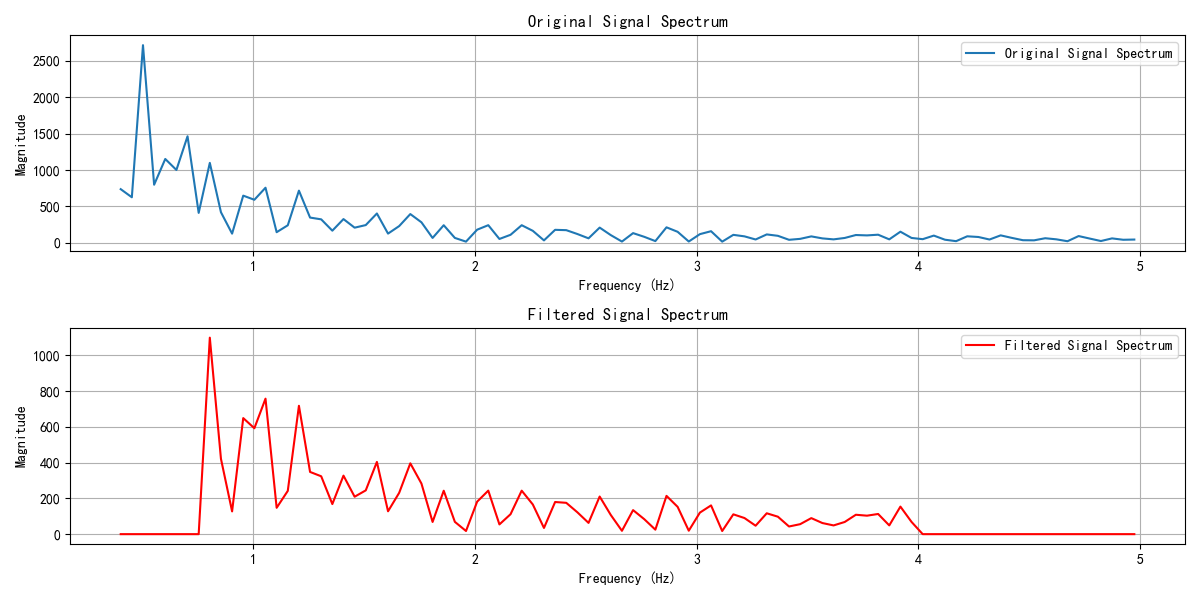 Original Signal Spectrum
Original Signal Spectrum
2500
2000
1500
1000
500
0
Magnitude
1 2 3 4 5
Frequency (Hz)
Filtered Signal Spectrum
Filtered Signal Spectrum
1000
800
600
400
200
0
Magnitude
1 2 3 4 5
Frequency (Hz)